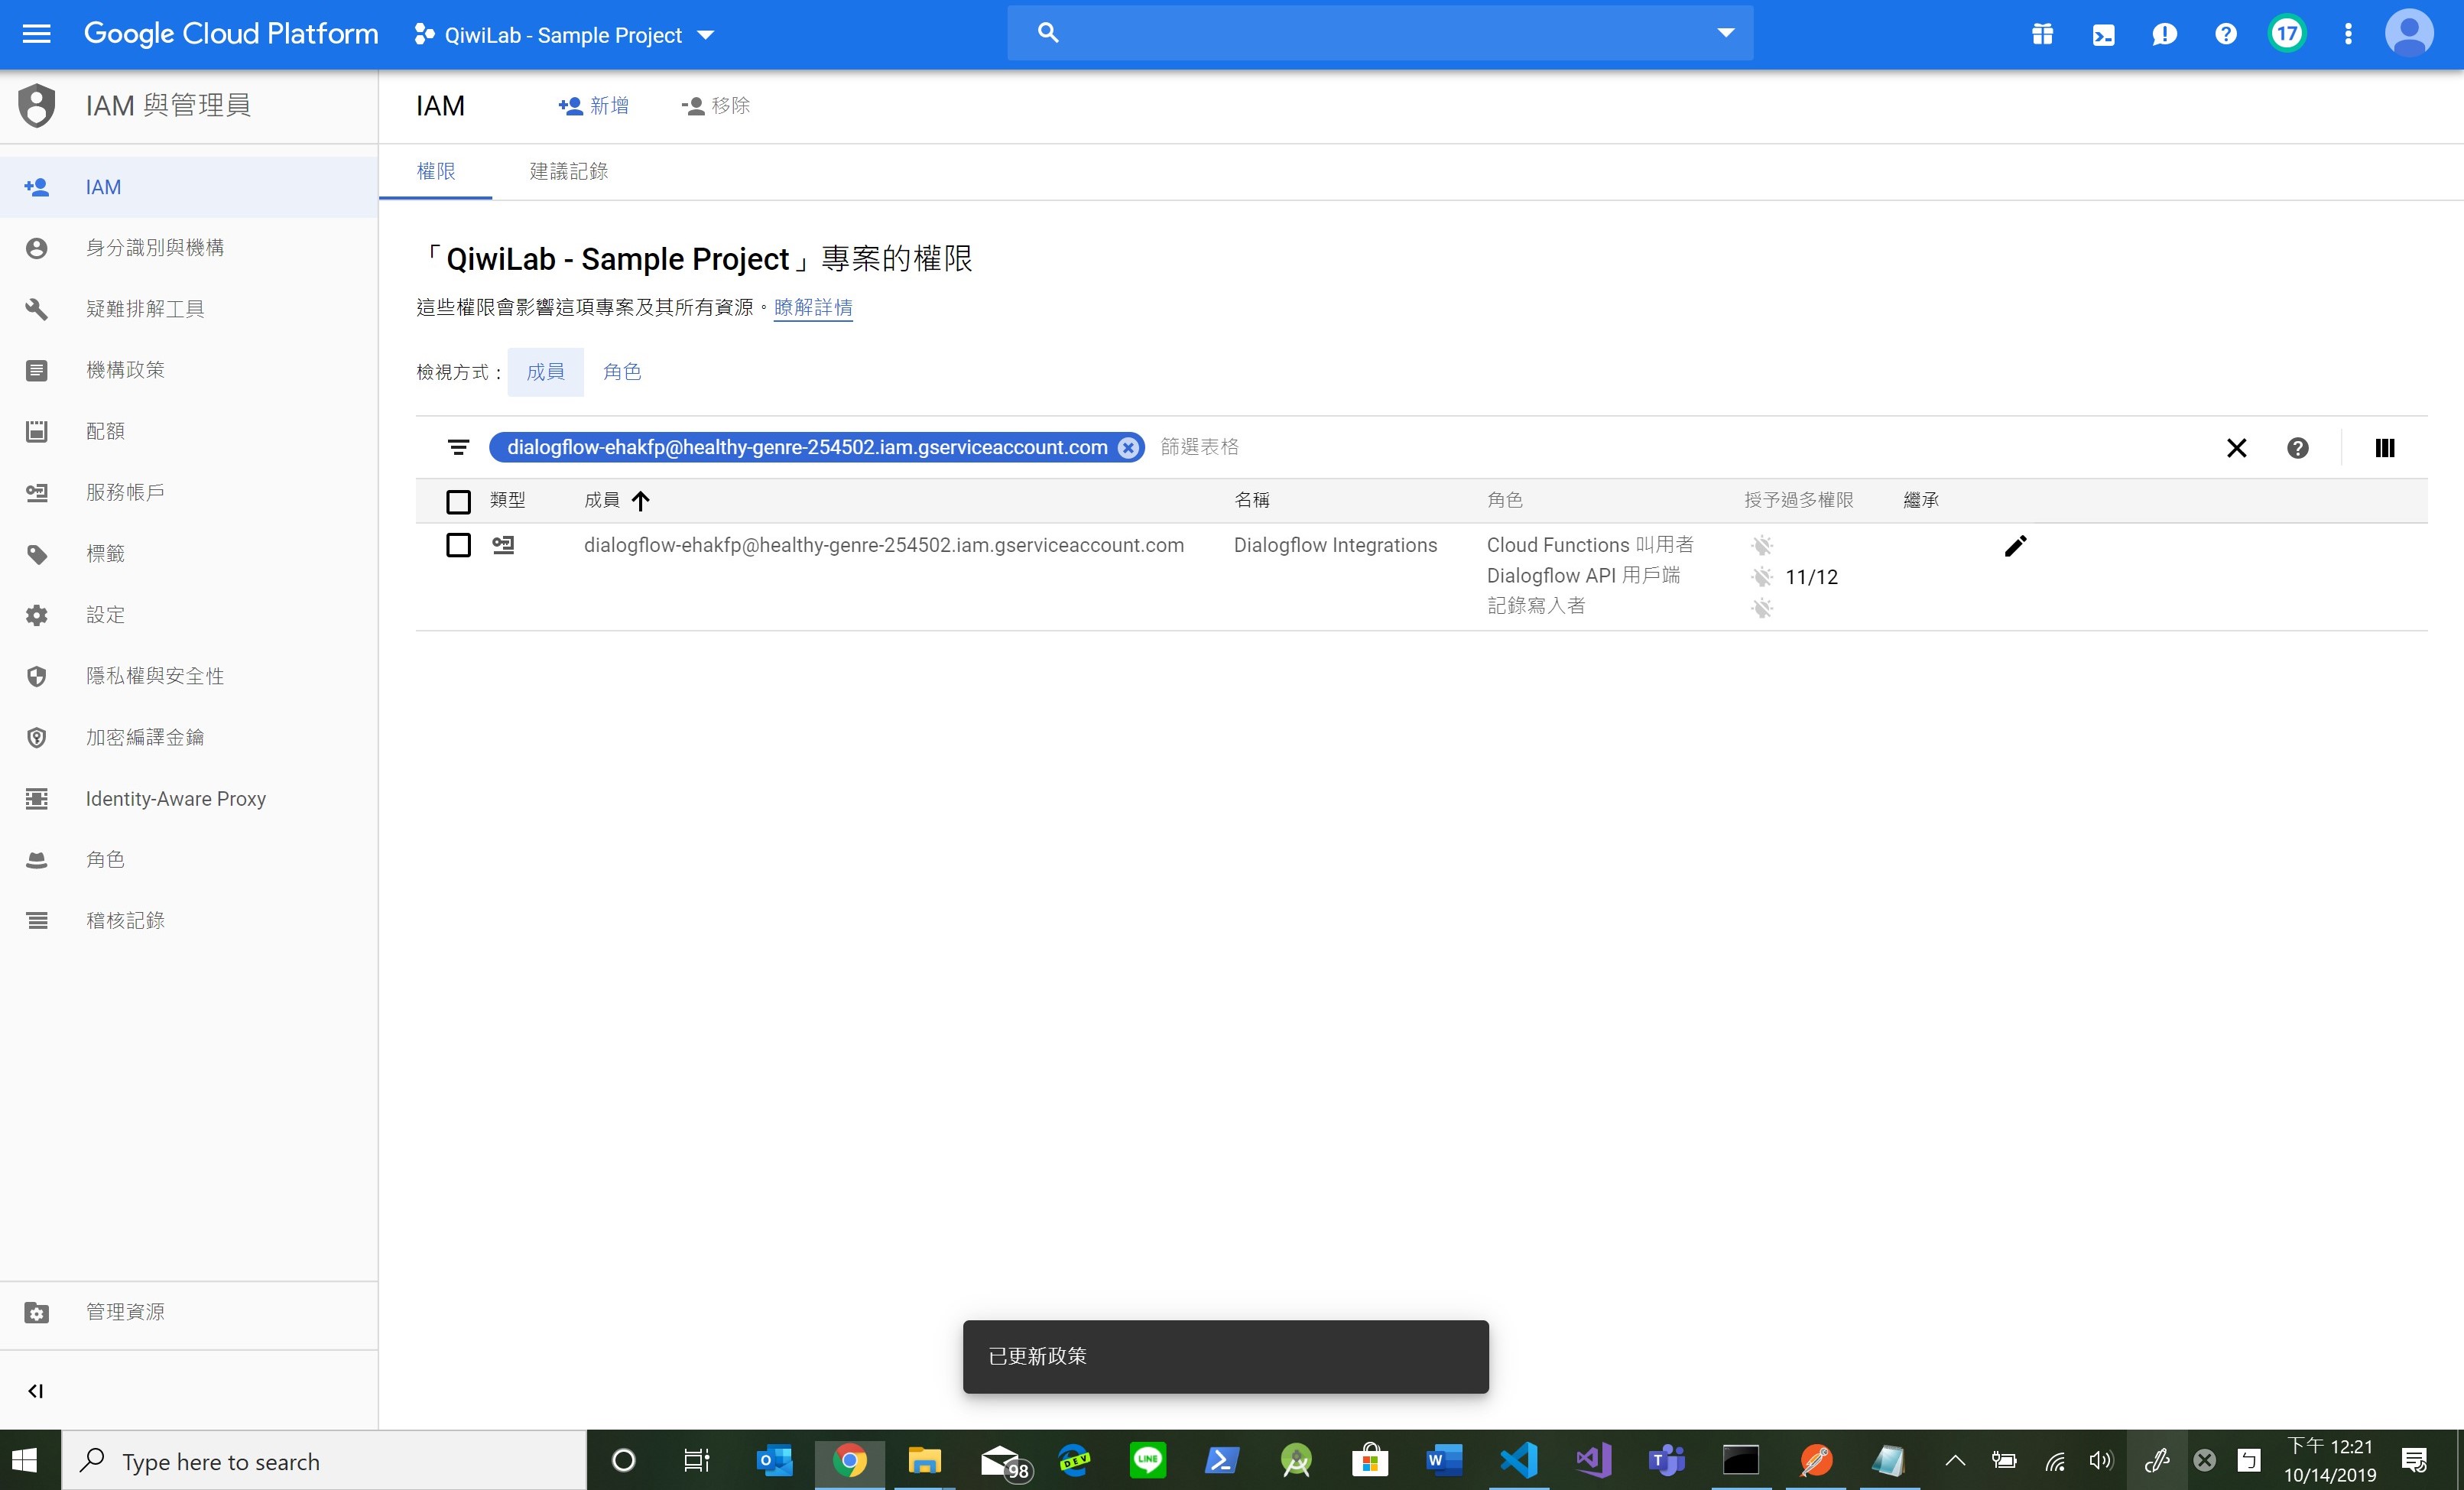 Google Cloud Platform
QiwiLab - Sample Project
17
IAM 與管理員
IAM
新增
移除
IAM
身分識別與機構
疑難排解工具
機構政策
配額
服務帳戶
標籤
設定
隱私權與安全性
加密編譯金鑰
Identity-Aware Proxy
角色
稽核記錄
管理資源
權限
建議記錄
「QiwiLab - Sample Project」專案的權限
這些權限會影響這項專案及其所有資源。瞭解詳情
檢視方式：
成員
角色
dialogflow-ehakfp@healthy-genre-254502.iam.gserviceaccount.com
篩選表格
類型
成員
名稱
角色
授予過多權限
繼承
dialogflow-ehakfp@healthy-genre-254502.iam.gserviceaccount.com
Dialogflow Integrations
Cloud Functions 叫用者
Dialogflow API 用戶端
11/12
記錄寫入者
已更新政策
Type here to search
98
DEV
LINE
下午 12:21
10/14/2019